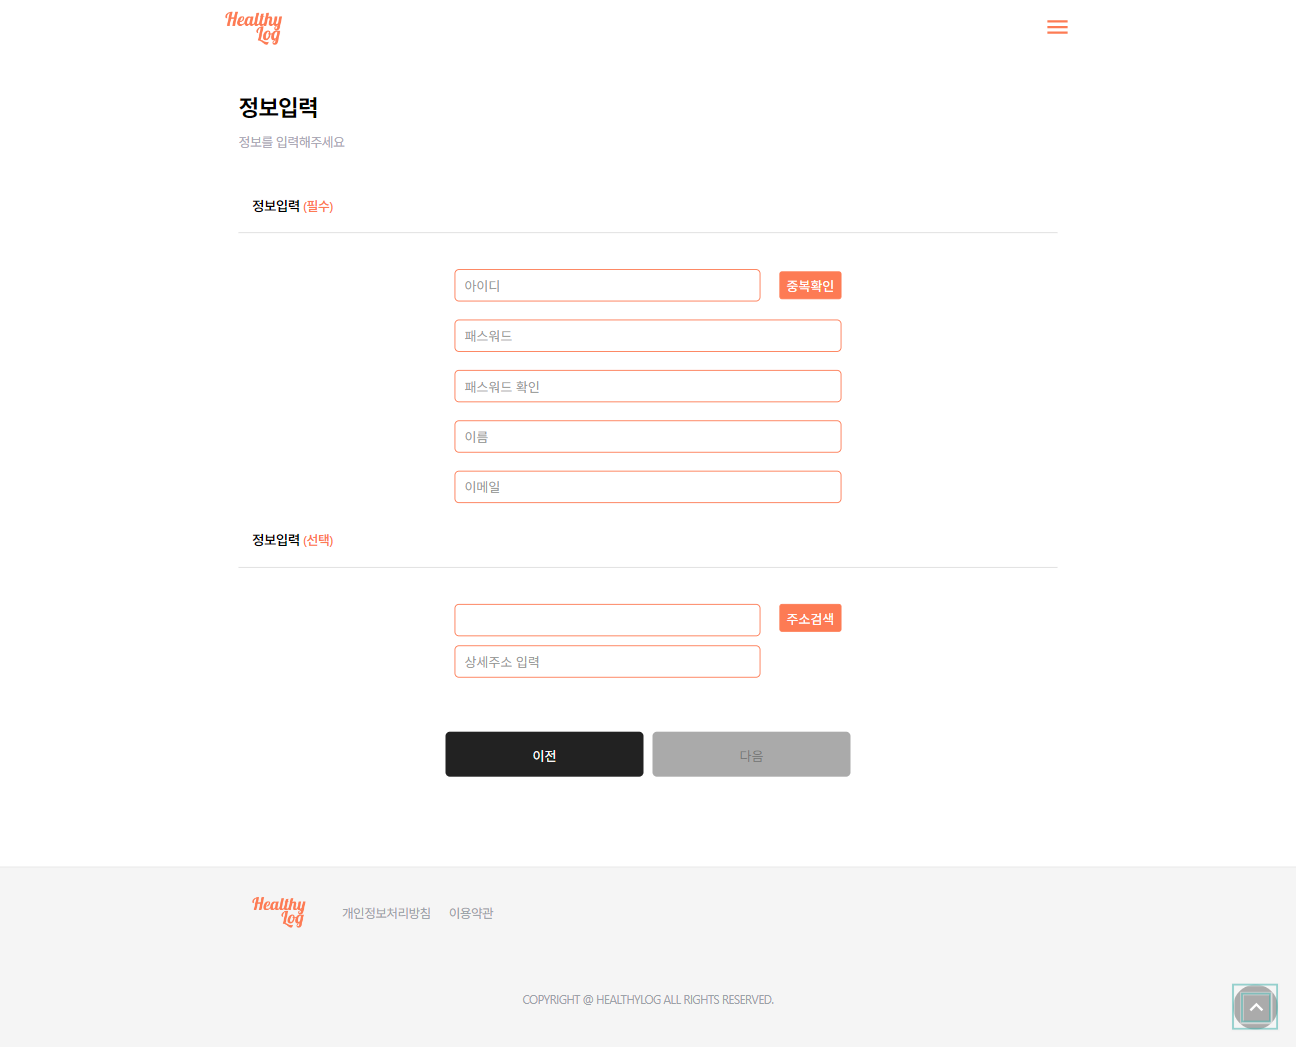 Healthy
Log
정보입력
정보를 입력해주세요
정보입력 (필수)
아이디
중복확인
패스워드
패스워드 확인
이름
이메일
정보입력 (선택)
주소검색
상세주소 입력
이전
다음
Healthy
Log
개인정보처리방침
이용약관
COPYRIGHT @ HEALTHYLOG ALL RIGHTS RESERVED.